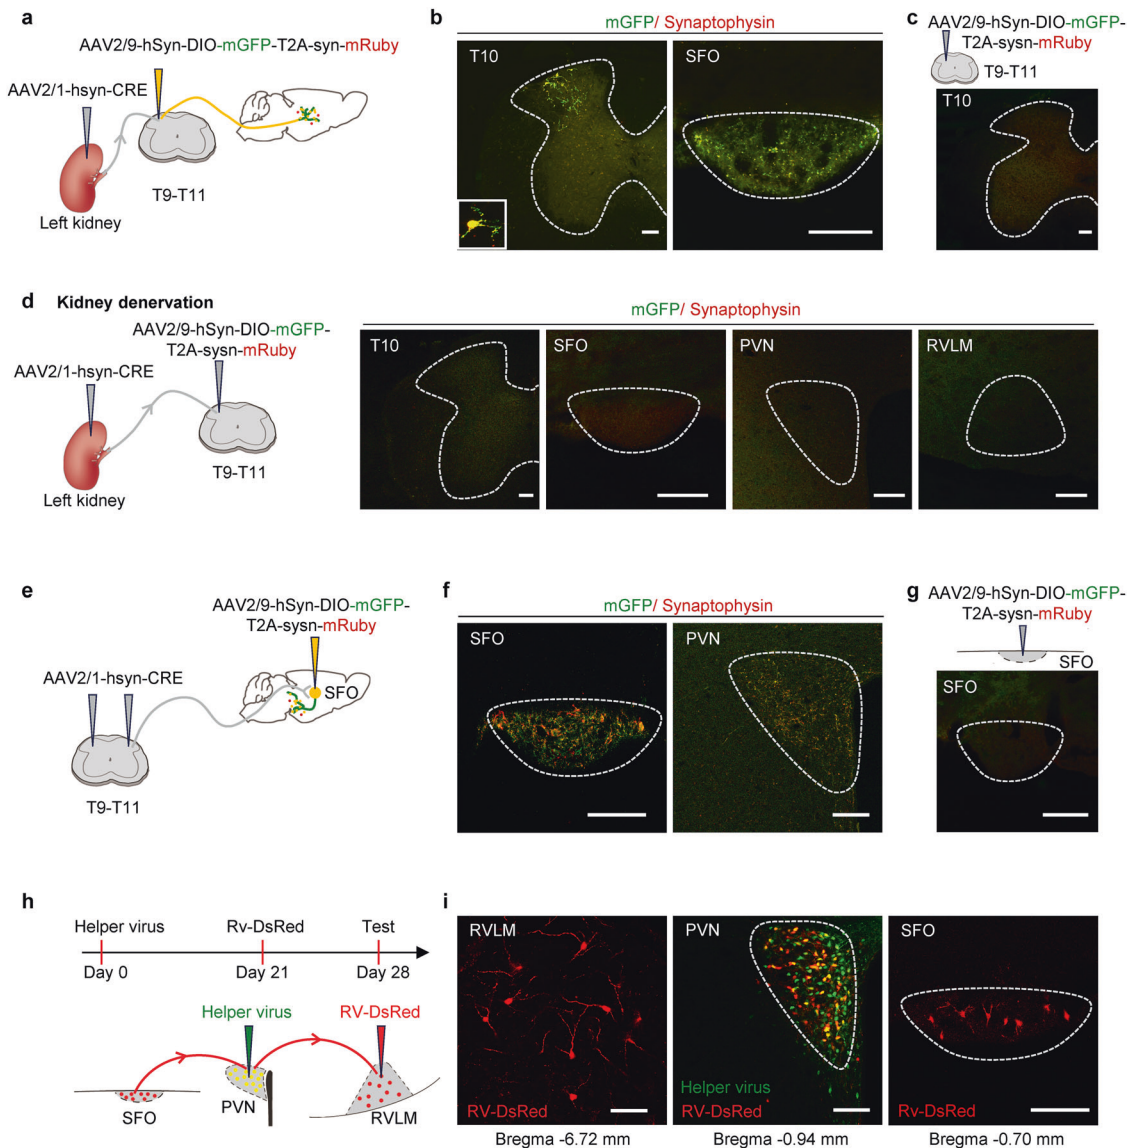 a
AAV2/9-hSyn-DIO-mGFP-T2A-syn-mRuby
AAV2/1-hsyn-CRE
T9-T11
Left kidney
b
mGFP/ Synaptophysin
T10
SFO
c
AAV2/9-hSyn-DIO-mGFP-
T2A-sysn-mRuby
T9-T11
T10
d Kidney denervation
AAV2/9-hSyn-DIO-mGFP-
T2A-sysn-mRuby
AAV2/1-hsyn-CRE
T9-T11
Left kidney
mGFP/ Synaptophysin
T10
SFO
PVN
RVLM
e
AAV2/9-hSyn-DIO-mGFP-
T2A-sysn-mRuby
AAV2/1-hsyn-CRE
SFO
T9-T11
f
mGFP/ Synaptophysin
SFO
PVN
g
AAV2/9-hSyn-DIO-mGFP-
T2A-sysn-mRuby
SFO
SFO
h
Helper virus Rv-DsRed Test
Day 0 Day 21 Day 28
Helper virus RV-DsRed
SFO
PVN
RVLM
i
RVLM
RV-DsRed
Bregma -6.72 mm
PVN
Helper virus
RV-DsRed
Bregma -0.94 mm
SFO
Rv-DsRed
Bregma -0.70 mm